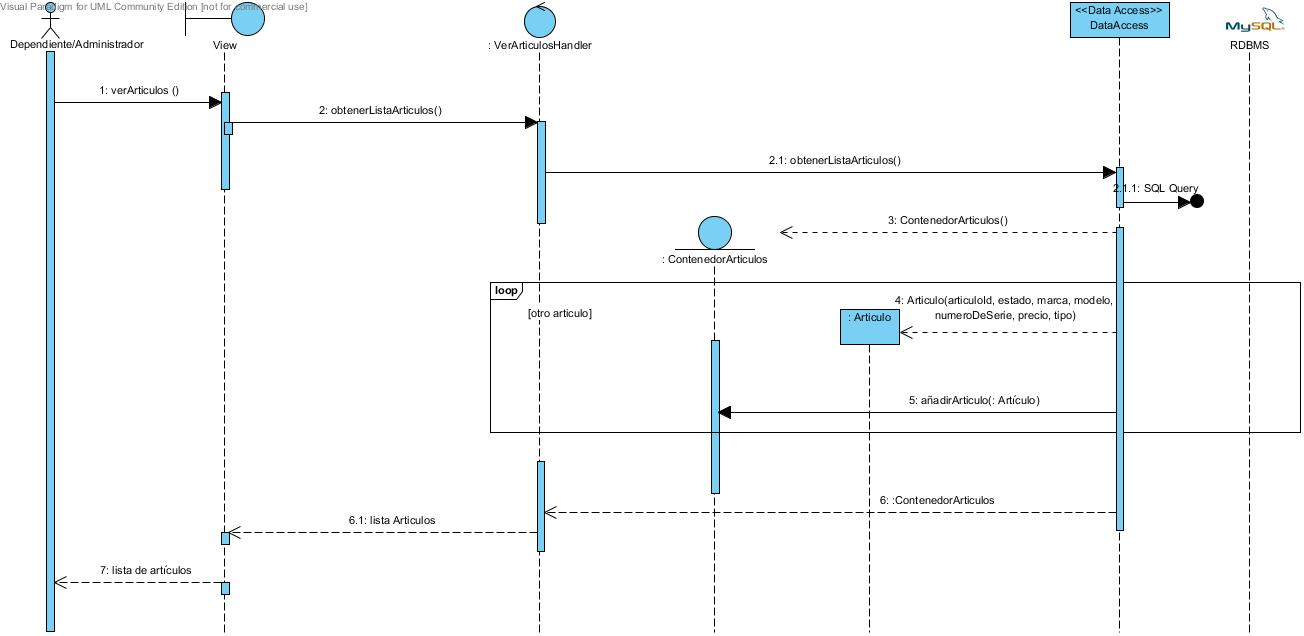 Visual Paradigm for UML Community Edition [not for commercial use]
<<Data Access>>
DataAccess
MySQL
Dependiente/Administrador
View
: VerArticulosHandler
RDBMS
1: verArticulos ()
2: obtenerListaArticulos()
2.1: obtenerListaArticulos()
2.1.1: SQL Query
3: ContenedorArticulos()
: ContenedorArticulos
loop
[otro articulo]
4: Articulo(articuloId, estado, marca, modelo,
numeroDeSerie, precio, tipo)
: Articulo
5: añadirArticulo(: Artículo)
6: :ContenedorArticulos
6.1: lista Articulos
7: lista de artículos